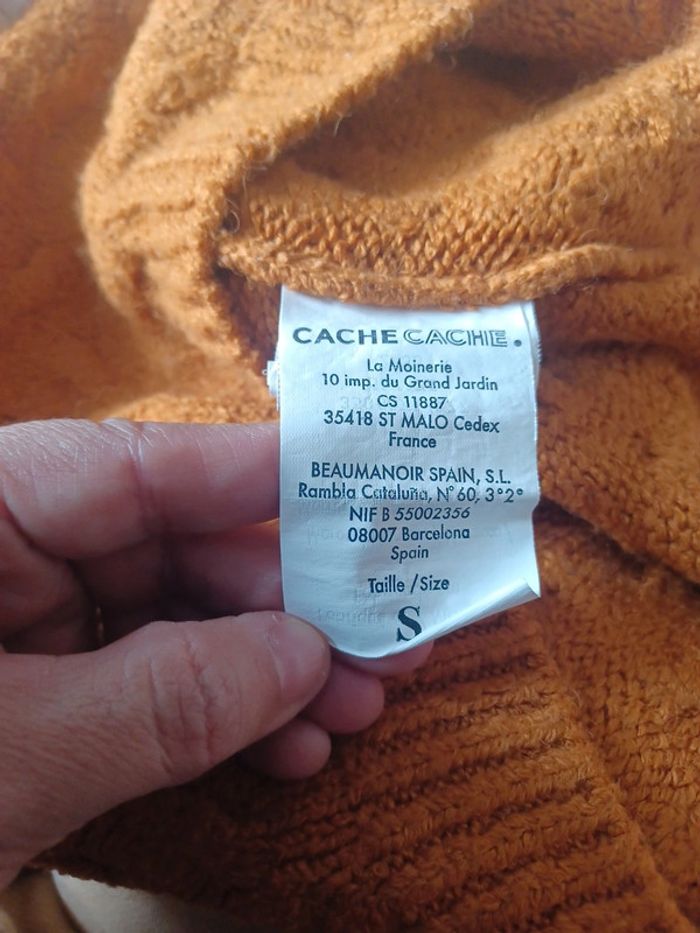 CACHE CACHE.
La Moinerie
10 imp. du Grand Jardin
CS 11887
35418 ST MALO Cedex
France
BEAUMANOIR SPAIN, S.L.
Rambla Cataluña, N° 60, 3°2°
NIF B 55002356
08007 Barcelona
Spain
Taille /Size
S